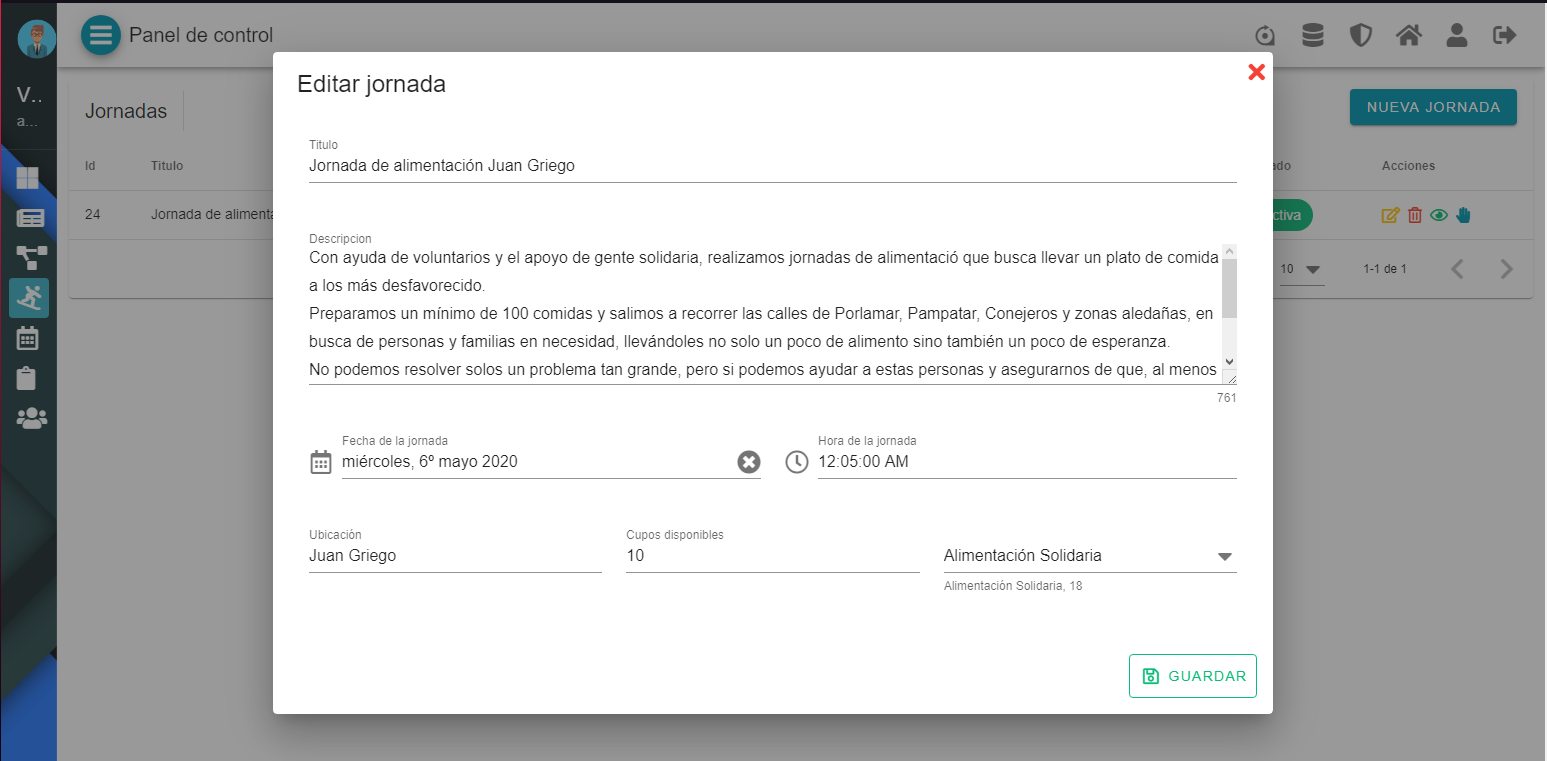 Panel de control
V..
a...
Jornadas
NUEVA JORNADA
Id
Titulo
ado
Acciones
24
Jornada de alimenta
ctiva
10
1-1 de 1
Editar jornada
Titulo
Jornada de alimentación Juan Griego
Descripcion
Con ayuda de voluntarios y el apoyo de gente solidaria, realizamos jornadas de alimentació que busca llevar un plato de comida
a los más desfavorecido.
Preparamos un mínimo de 100 comidas y salimos a recorrer las calles de Porlamar, Pampatar, Conejeros y zonas aledañas, en
busca de personas y familias en necesidad, llevándoles no solo un poco de alimento sino también un poco de esperanza.
No podemos resolver solos un problema tan grande, pero si podemos ayudar a estas personas y asegurarnos de que, al menos
761
Fecha de la jornada
miércoles, 6º mayo 2020
Hora de la jornada
12:05:00 AM
Ubicación
Juan Griego
Cupos disponibles
10
Alimentación Solidaria
Alimentación Solidaria, 18
GUARDAR